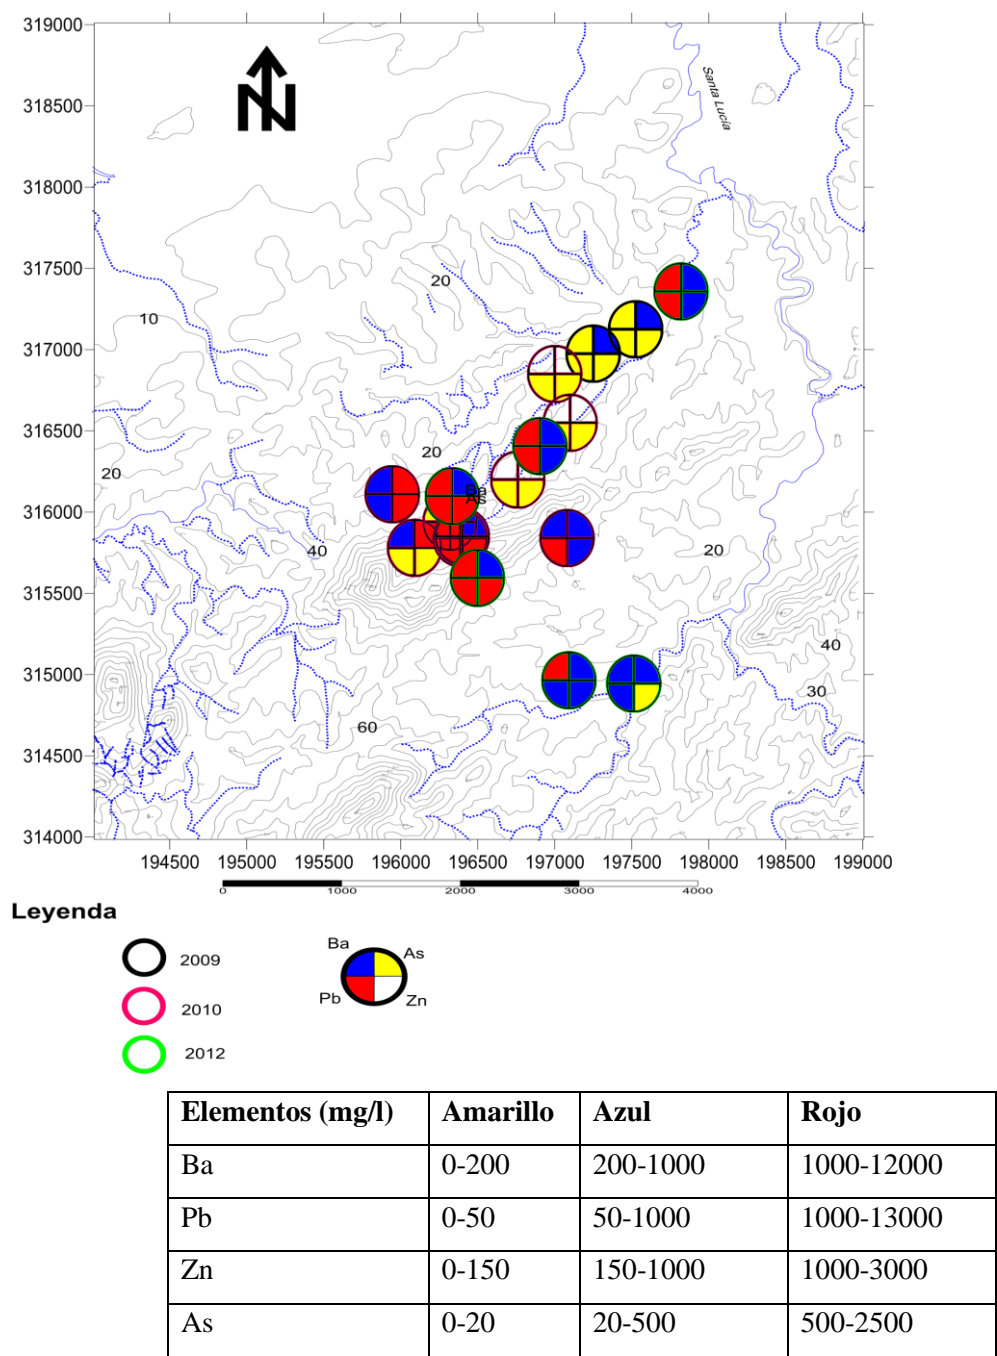 319000
318500
318000
317500
317000
316500
316000
315500
315000
314500
314000
N
Santa Lucía
20
10
20
20
Ba
As
40
20
40
30
60
194500 195000 195500 196000 196500 197000 197500 198000 198500 199000
0 1000 2000 3000 4000
Leyenda
2009
2010
2012
Ba As
Pb Zn
Elementos (mg/l) Amarillo Azul Rojo
Ba 0-200 200-1000 1000-12000
Pb 0-50 50-1000 1000-13000
Zn 0-150 150-1000 1000-3000
As 0-20 20-500 500-2500